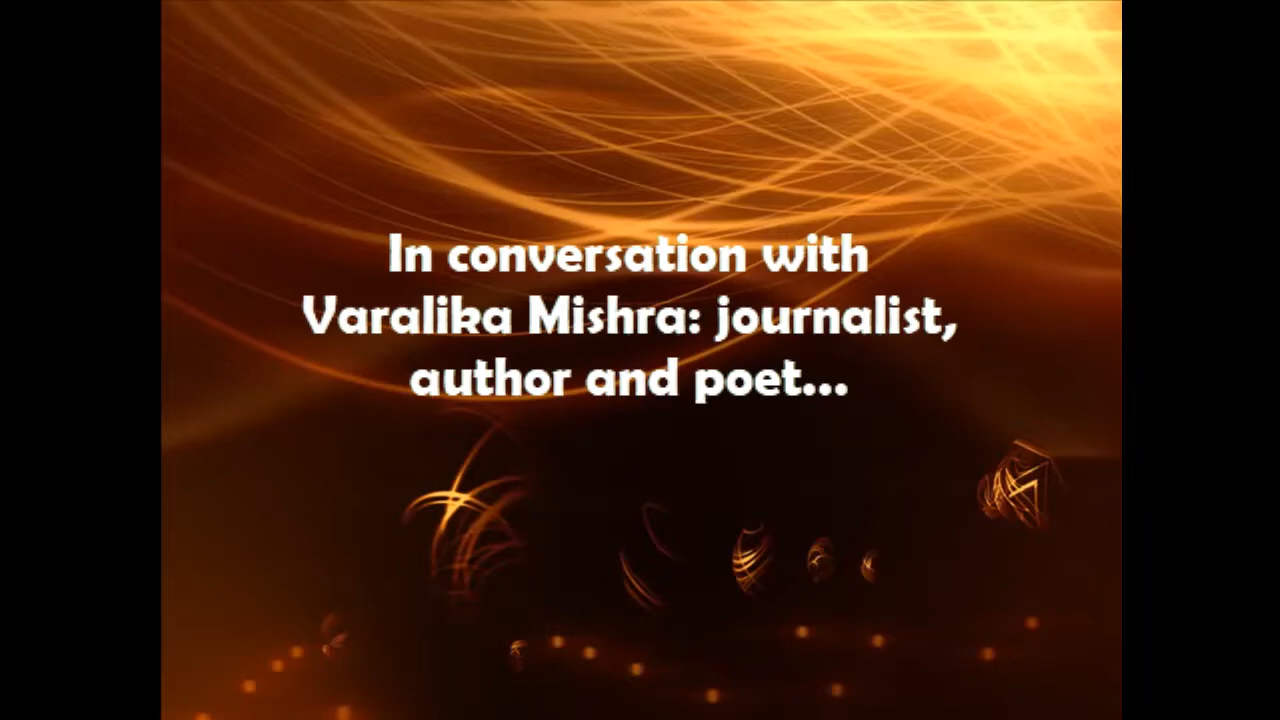 In conversation with
Varalika Mishra: journalist,
author and poet...